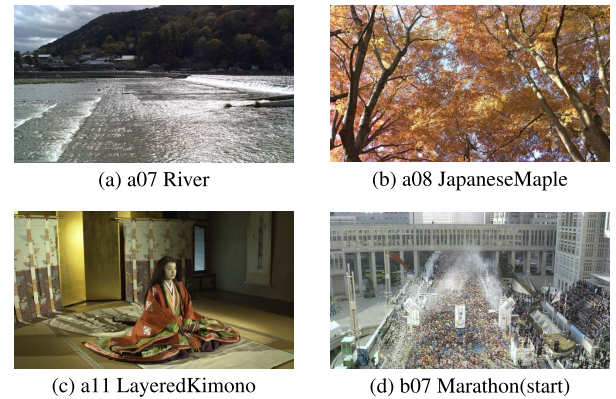 (a) a07 River
(b) a08 JapaneseMaple
(c) a11 LayeredKimono
(d) b07 Marathon(start)